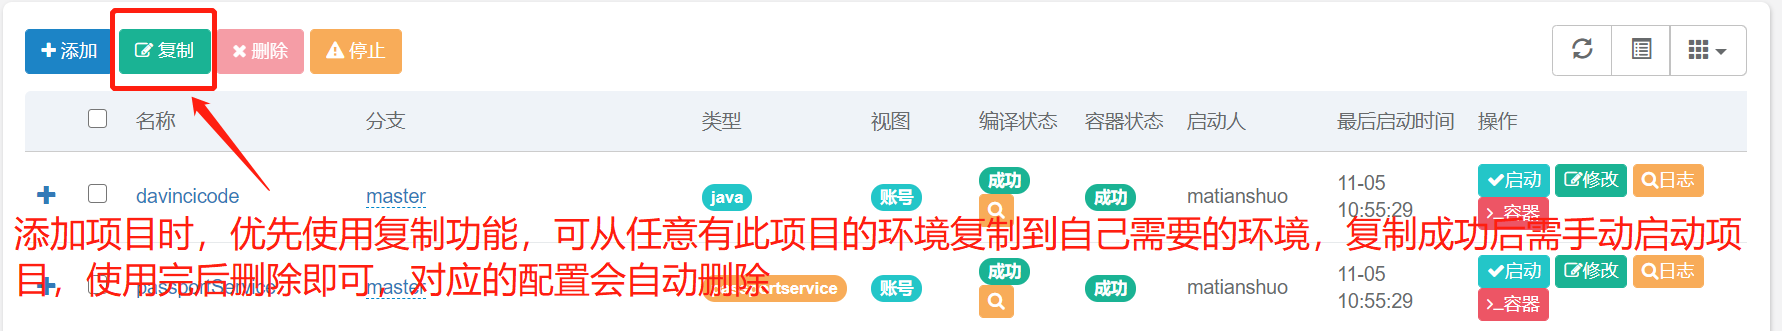 添加 复制 删除 停止
名称 分支 类型 视图 编译状态 容器状态 启动人 最后启动时间 操作
davincicode master java 账号 成功 成功 matianshuo 11-05 10:55:29 启动 修改 日志 >_容器
添加项目时，优先使用复制功能，可从任意有此项目的环境复制到自己需要的环境，复制成功后需手动启动项
目，使用完后删除即可，对应的配置会自动删除
passportService master passportservice 账号 成功 成功 matianshuo 11-05 10:55:29 启动 修改 日志 >_容器